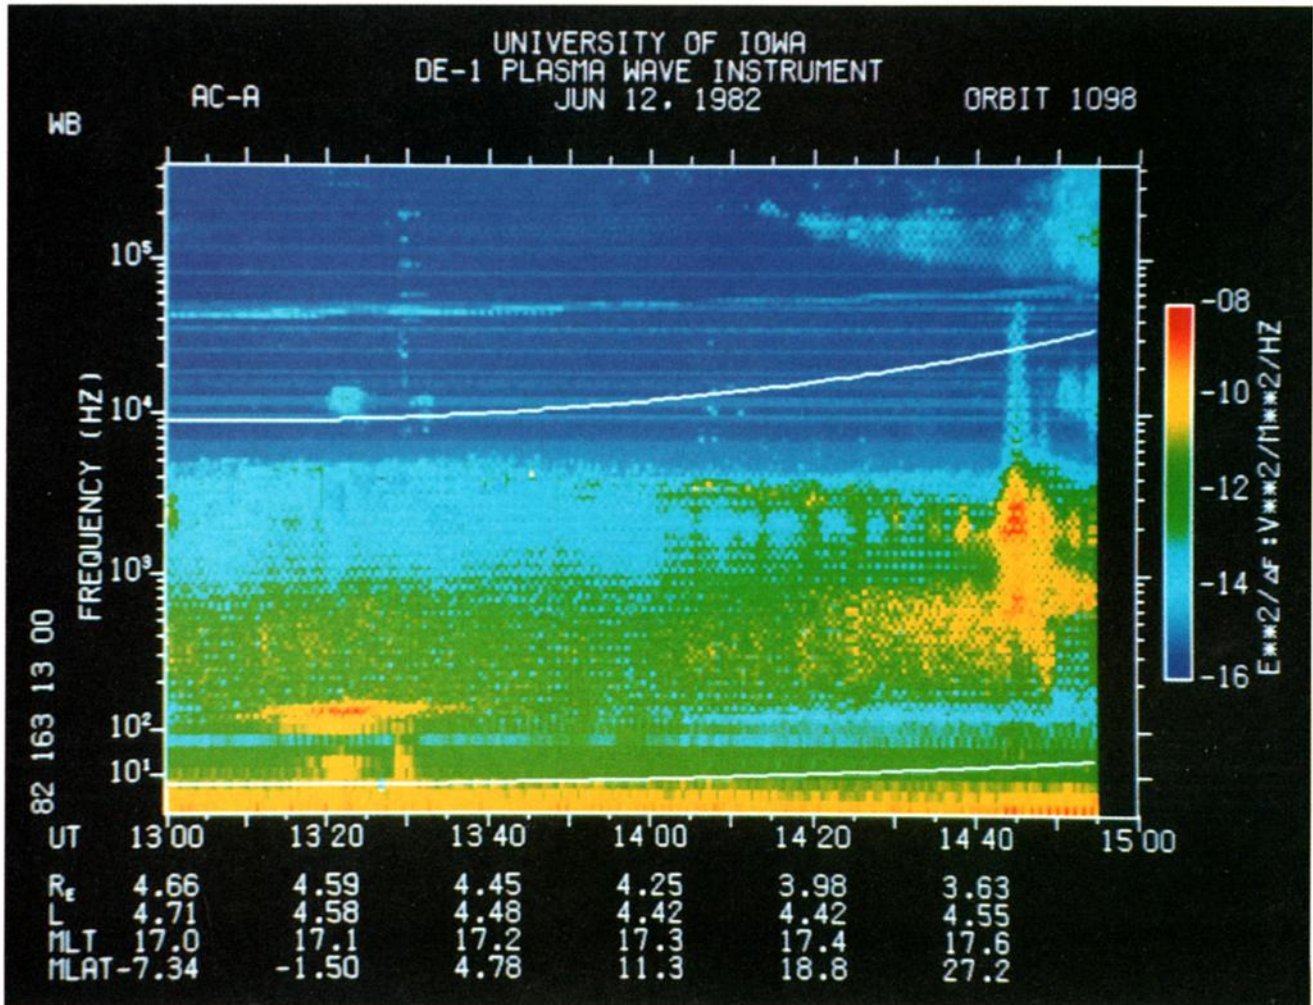 UNIVERSITY OF IOWA
DE-1 PLASMA WAVE INSTRUMENT
AC-A JUN 12, 1982 ORBIT 1098
WB
10⁵
10⁴
10³
10²
10¹
FREQUENCY (HZ)
82 163 13 00
-08
-10
-12
-14
-16
E**2/ΔF :V**2/M**2/HZ
UT 13 00 13 20 13 40 14 00 14 20 14 40 15 00
R_E 4.66 4.59 4.45 4.25 3.98 3.63
L 4.71 4.58 4.48 4.42 4.42 4.55
MLT 17.0 17.1 17.2 17.3 17.4 17.6
MLAT-7.34 -1.50 4.78 11.3 18.8 27.2